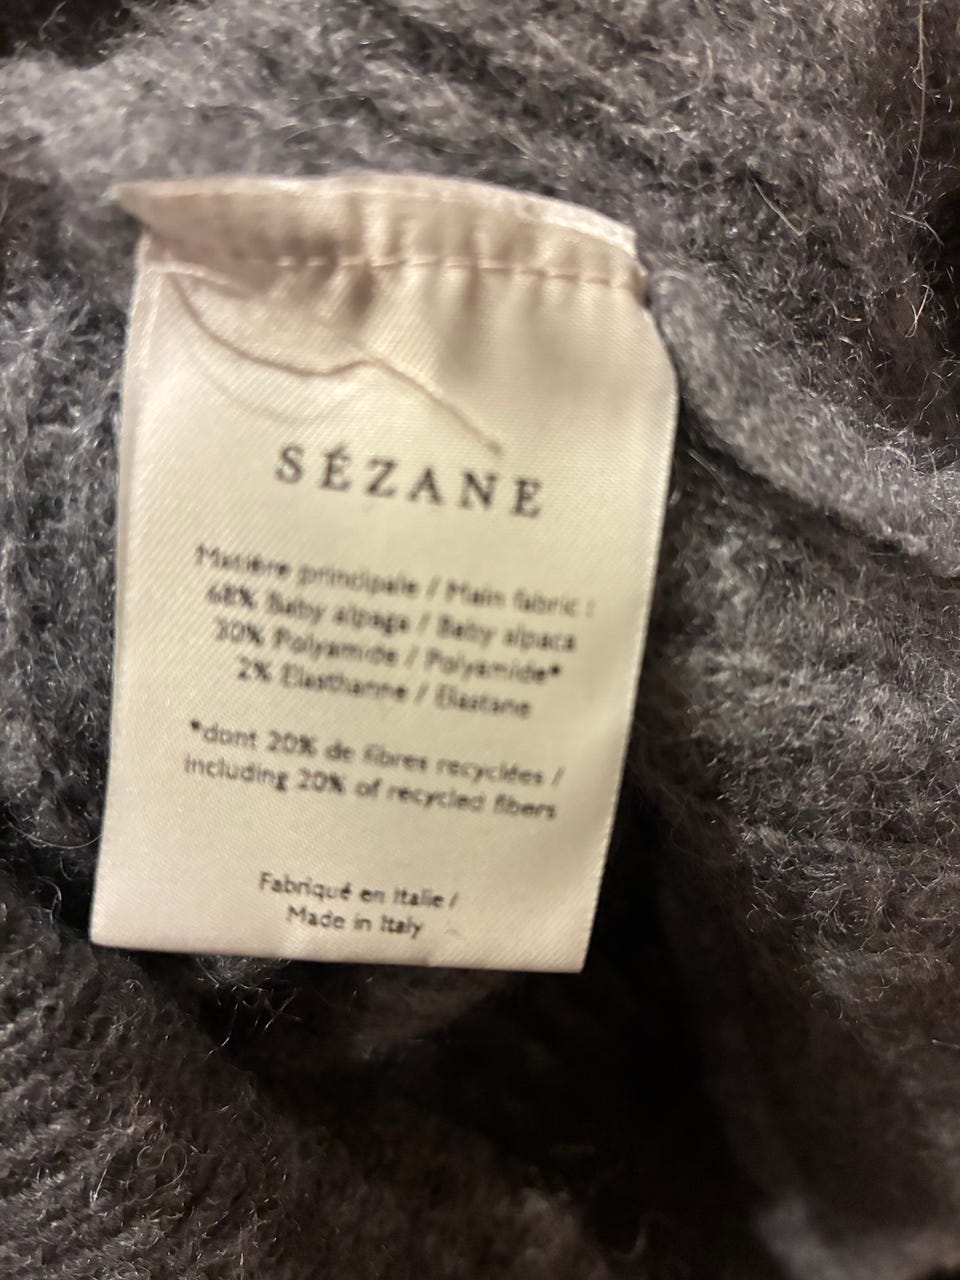 SÉZANE
Matière principale / Main fabric :
68% Baby alpaga / Baby alpaca
30% Polyamide / Polyamide*
2% Elasthanne / Elastane
*dont 20% de fibres recyclées /
including 20% of recycled fibers
Fabriqué en Italie /
Made in Italy